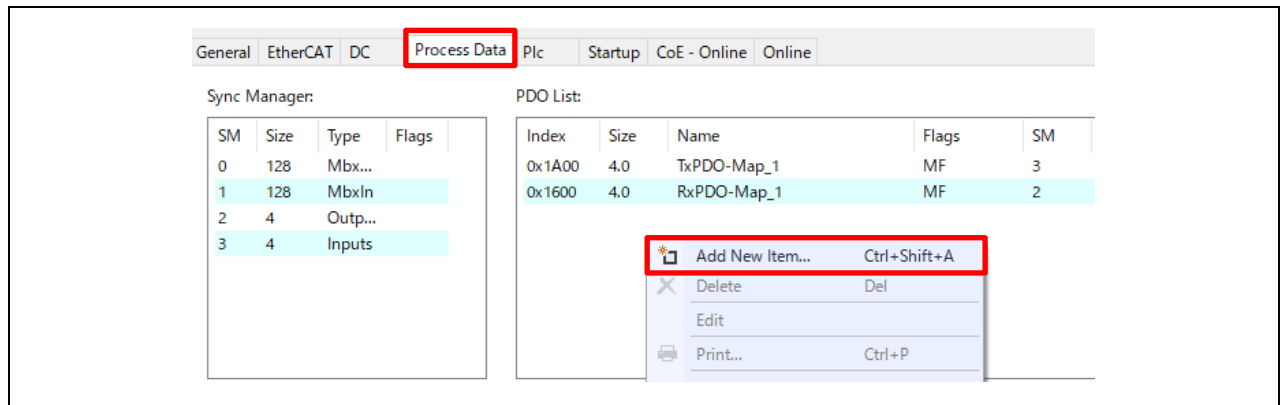 General EtherCAT DC Process Data Plc Startup CoE - Online Online
Sync Manager: PDO List:
SM Size Type Flags Index Size Name Flags SM
0 128 Mbx... 0x1A00 4.0 TxPDO-Map_1 MF 3
1 128 MbxIn 0x1600 4.0 RxPDO-Map_1 MF 2
2 4 Outp...
3 4 Inputs
Add New Item... Ctrl+Shift+A
Delete Del
Edit
Print... Ctrl+P